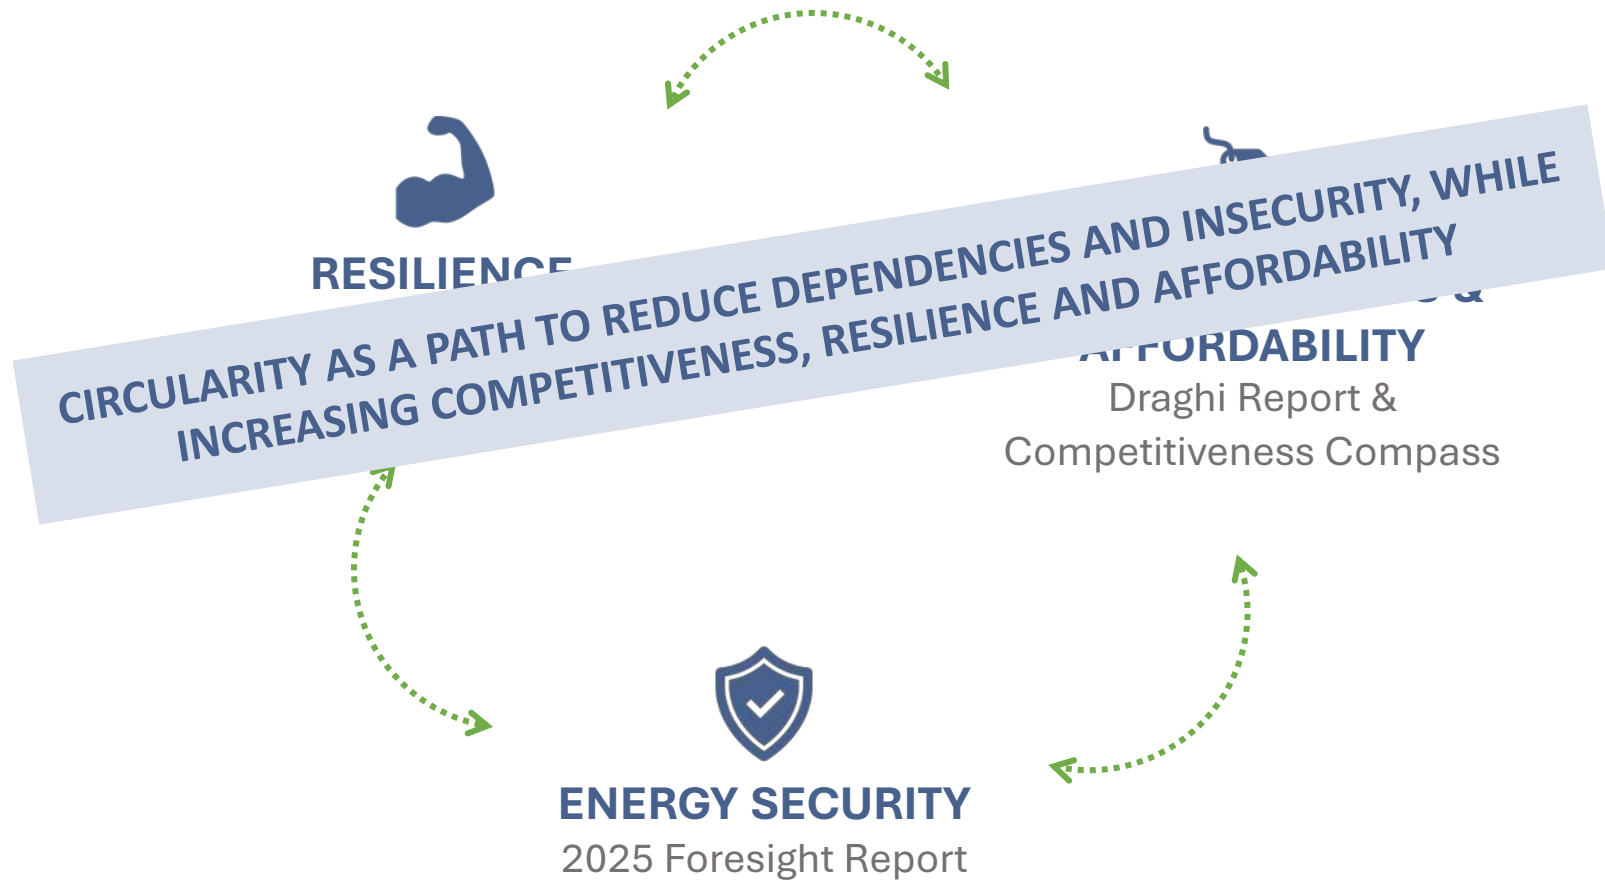 RESILIENCE
CIRCULARITY AS A PATH TO REDUCE DEPENDENCIES AND INSECURITY, WHILE
INCREASING COMPETITIVENESS, RESILIENCE AND AFFORDABILITY
&
AFFORDABILITY
Draghi Report &
Competitiveness Compass
ENERGY SECURITY
2025 Foresight Report